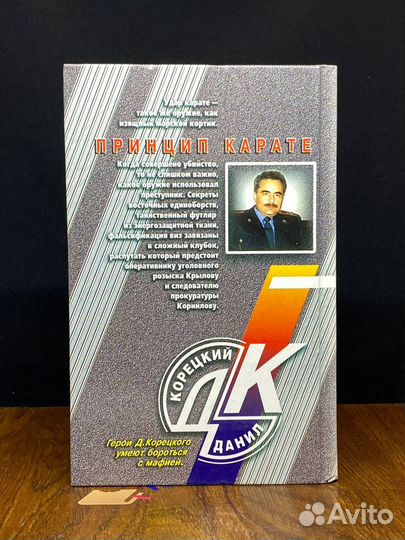 Удар карате —
такое же оружие, как
изящный морской кортик.
ПРИНЦИП КАРАТЕ
Когда совершено убийство,
то не слишком важно,
какое оружие использовал
преступник. Секреты
восточных единоборств,
таинственный футляр
из энергозащитной ткани,
фальсификация виз завязаны
в сложный клубок,
распутать который предстоит
оперативнику уголовного
розыска Крылову
и следователю
прокуратуры
Корнилову.
КОРЕЦКИЙ
ДК
ДАНИЛ
Герои Д.Корецкого
умеют бороться
с мафией.
Avito